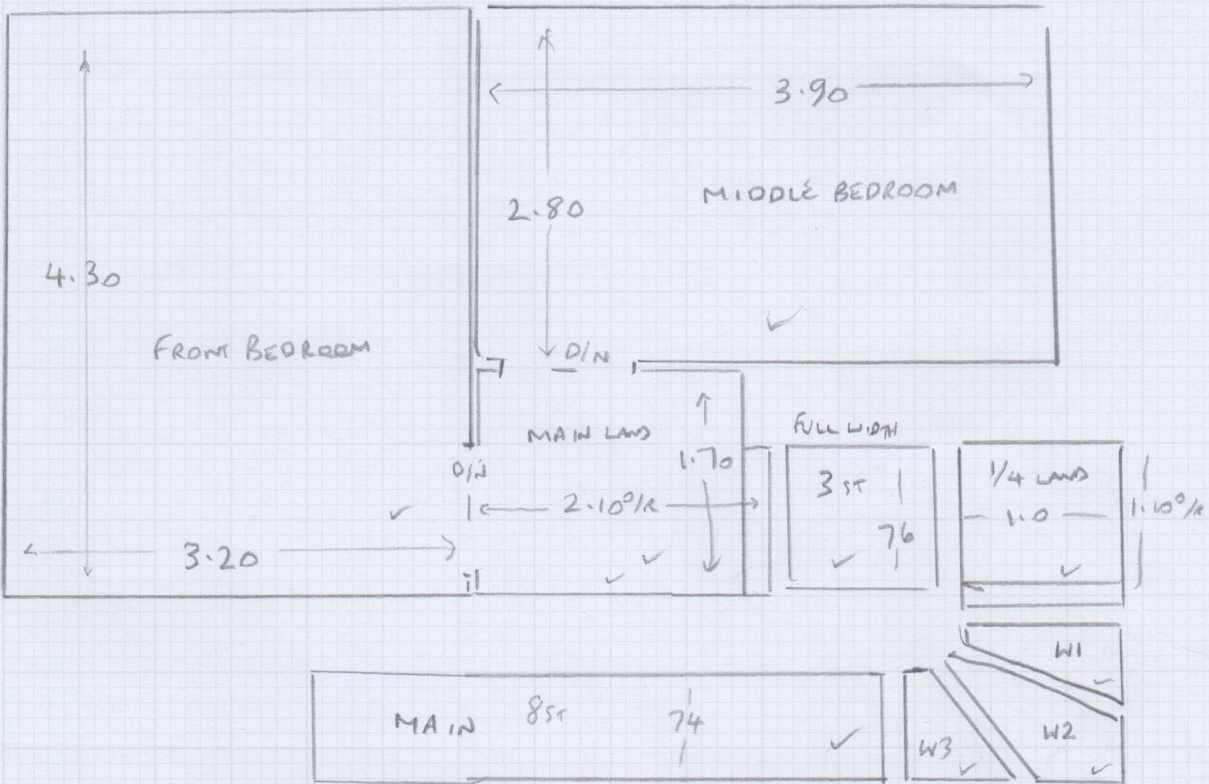 3.90
2.80
MIDDLE BEDROOM
4.30
FRONT BEDROOM
D/N
MAIN LAND
FULL WIDTH
D/N
1.70
3 ST
1/4 LAND
2.10 O/R
76
1.0
1.10 O/R
3.20
W1
MAIN 8 ST 74
W3
W2